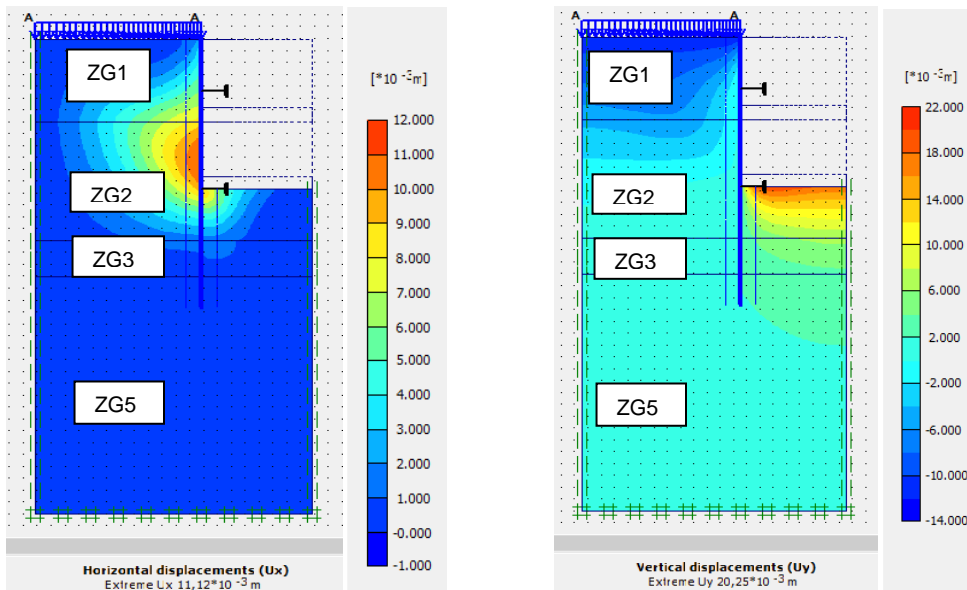 A A
ZG1
ZG2
ZG3
ZG5
[*10 -3m]
12.000
11.000
10.000
9.000
8.000
7.000
6.000
5.000
4.000
3.000
2.000
1.000
-0.000
-1.000
Horizontal displacements (Ux)
Extreme Ux 11,12*10 -3 m
A A
ZG1
ZG2
ZG3
ZG5
[*10 -3m]
22.000
18.000
14.000
10.000
6.000
2.000
-2.000
-6.000
-10.000
-14.000
Vertical displacements (Uy)
Extreme Uy 20,25*10 -3 m